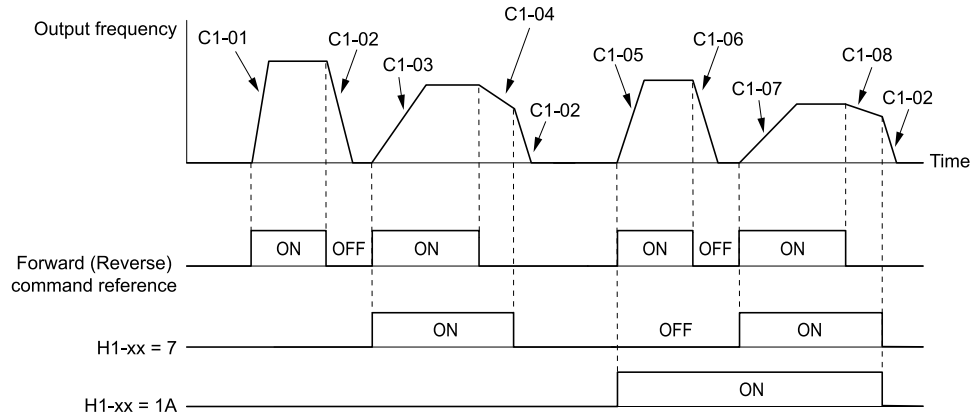 Output frequency
C1-01
C1-02
C1-03
C1-04
C1-02
C1-05
C1-06
C1-07
C1-08
C1-02
Time
Forward (Reverse)
command reference
ON
OFF
ON
ON
OFF
ON
H1-xx = 7
ON
OFF
ON
H1-xx = 1A
ON